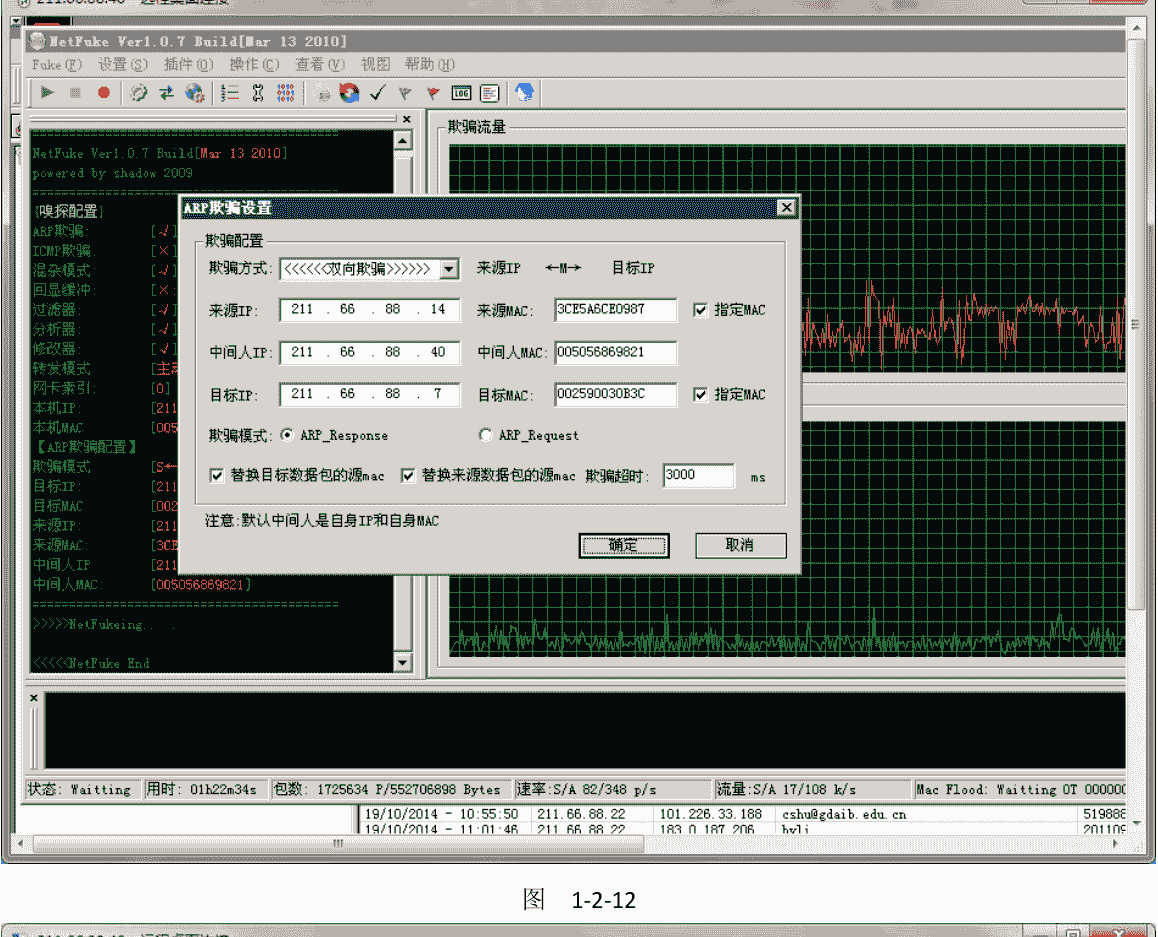 NetFuke Ver1.0.7 Build[Mar 13 2010]
Fuke(F) 设置(S) 插件(Q) 操作(C) 查看(V) 视图 帮助(H)
NetFuke Ver1.0.7 Build[Mar 13 2010]
powered by shadow 2009
{嗅探配置}
ARP欺骗: [√]
ICMP欺骗: [×]
混杂模式 [√]
回显缓冲: [×]
过滤器: [√]
分析器: [√]
修改器: [√]
转发模式
网卡索引: [0]
本机IP: [211
本机MAC [005
【ARP欺骗配置】
欺骗模式 [S←
目标IP: [211
目标MAC [002
来源IP: [211
来源MAC: [3CE
中间人IP [211
中间人MAC: [005056869821]
>>>>>NetFukeing.. .
<<<<<NetFuke End
欺骗流量
ARP欺骗设置
欺骗配置
欺骗方式: <<<<<<双向欺骗>>>>>> 来源IP ←M→ 目标IP
来源IP: 211 . 66 . 88 . 14 来源MAC: 3CE5A6CE0987 指定MAC
中间人IP: 211 . 66 . 88 . 40 中间人MAC: 005056869821
目标IP: 211 . 66 . 88 . 7 目标MAC: 002590030B3C 指定MAC
欺骗模式: ARP_Response ARP_Request
替换目标数据包的源mac 替换来源数据包的源mac 欺骗超时: 3000 ms
注意:默认中间人是自身IP和自身MAC
确定 取消
状态: Waitting 用时: 01h22m34s 包数: 1725634 P/552706898 Bytes 速率:S/A 82/348 p/s 流量:S/A 17/108 k/s Mac Flood: Waitting OT 000000
19/10/2014 - 10:55:50 211.66.88.22 101.226.33.188 cshu@gdaib.edu.cn 519888
19/10/2014 - 11:01:46 211.66.88.22 183.0.187.206 201109
图 1-2-12